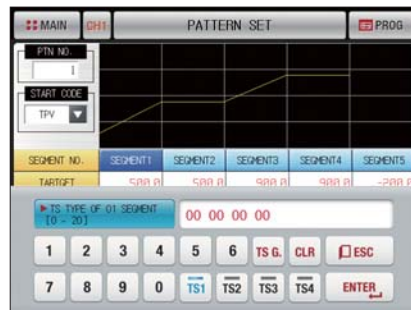 MAIN CH1 PATTERN SET PROG
PTN NO.
1
START CODE
TPV
SEGMENT NO. SEGMENT1 SEGMENT2 SEGMENT3 SEGMENT4 SEGMENT5
TARGET 500.0 500.0 900.0 900.0 -200.0
▶TS TYPE OF 01 SEGMENT
[0 - 20]
00 00 00 00
1 2 3 4 5 6 TS G. CLR ESC
7 8 9 0 TS1 TS2 TS3 TS4 ENTER